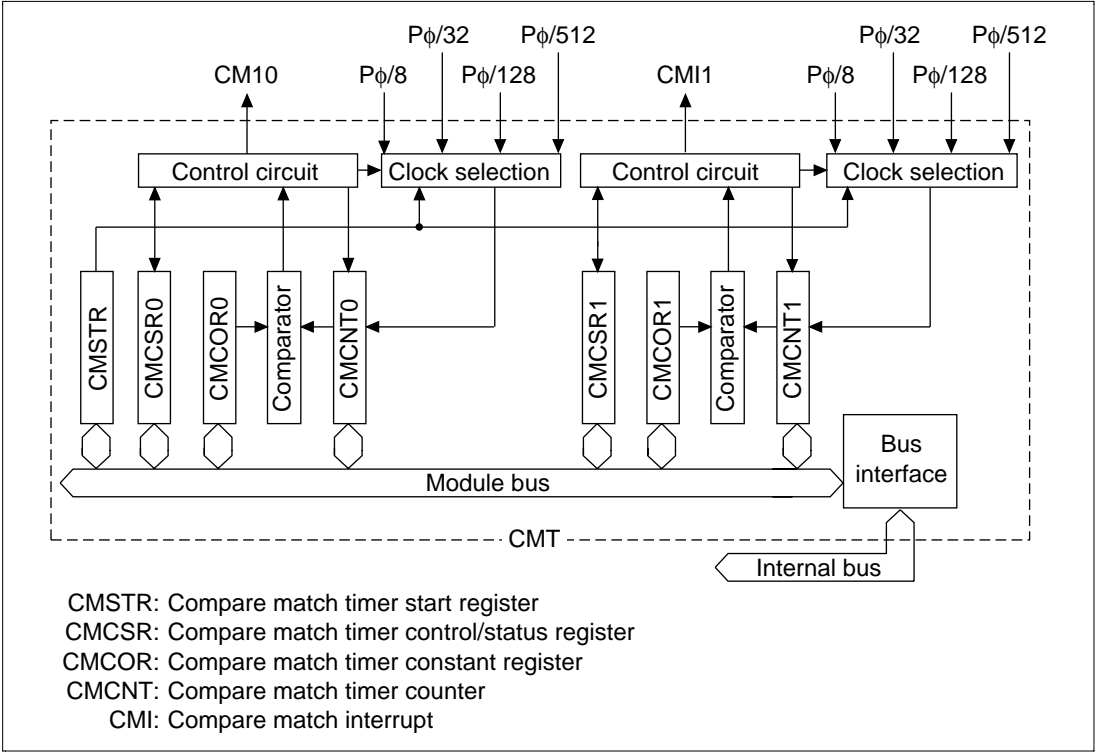 Pφ/32
Pφ/512
Pφ/32
Pφ/512
CM10
Pφ/8
Pφ/128
CMI1
Pφ/8
Pφ/128
Control circuit
Clock selection
Control circuit
Clock selection
CMSTR
CMCSR0
CMCOR0
Comparator
CMCNT0
CMCSR1
CMCOR1
Comparator
CMCNT1
Bus
interface
Module bus
CMT
Internal bus
CMSTR: Compare match timer start register
CMCSR: Compare match timer control/status register
CMCOR: Compare match timer constant register
CMCNT: Compare match timer counter
CMI: Compare match interrupt